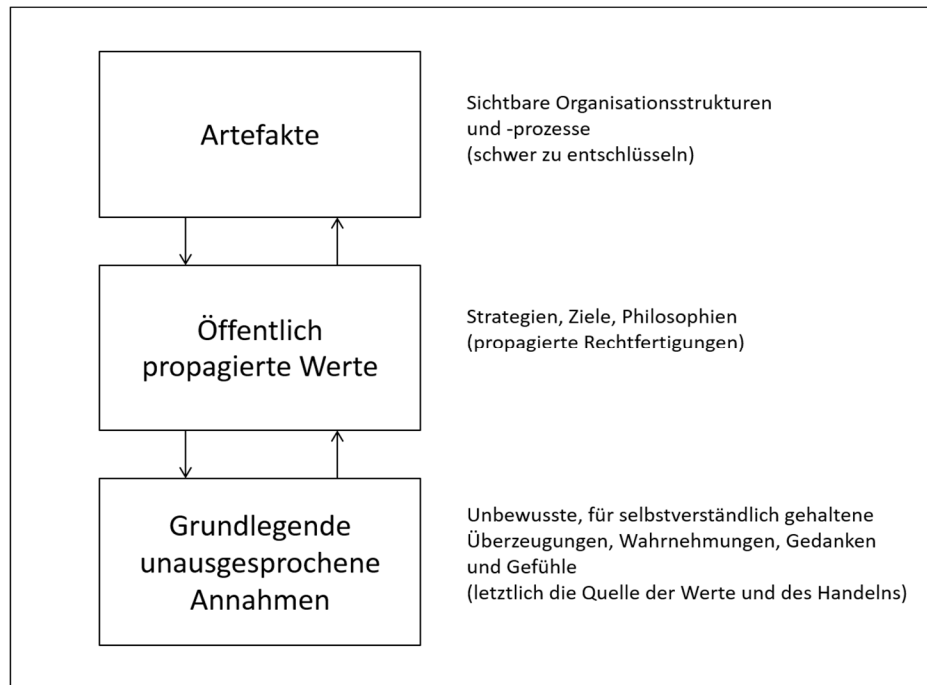 Artefakte
Sichtbare Organisationsstrukturen
und -prozesse
(schwer zu entschlüsseln)
Öffentlich
propagierte Werte
Strategien, Ziele, Philosophien
(propagierte Rechtfertigungen)
Grundlegende
unausgesprochene
Annahmen
Unbewusste, für selbstverständlich gehaltene
Überzeugungen, Wahrnehmungen, Gedanken
und Gefühle
(letztlich die Quelle der Werte und des Handelns)